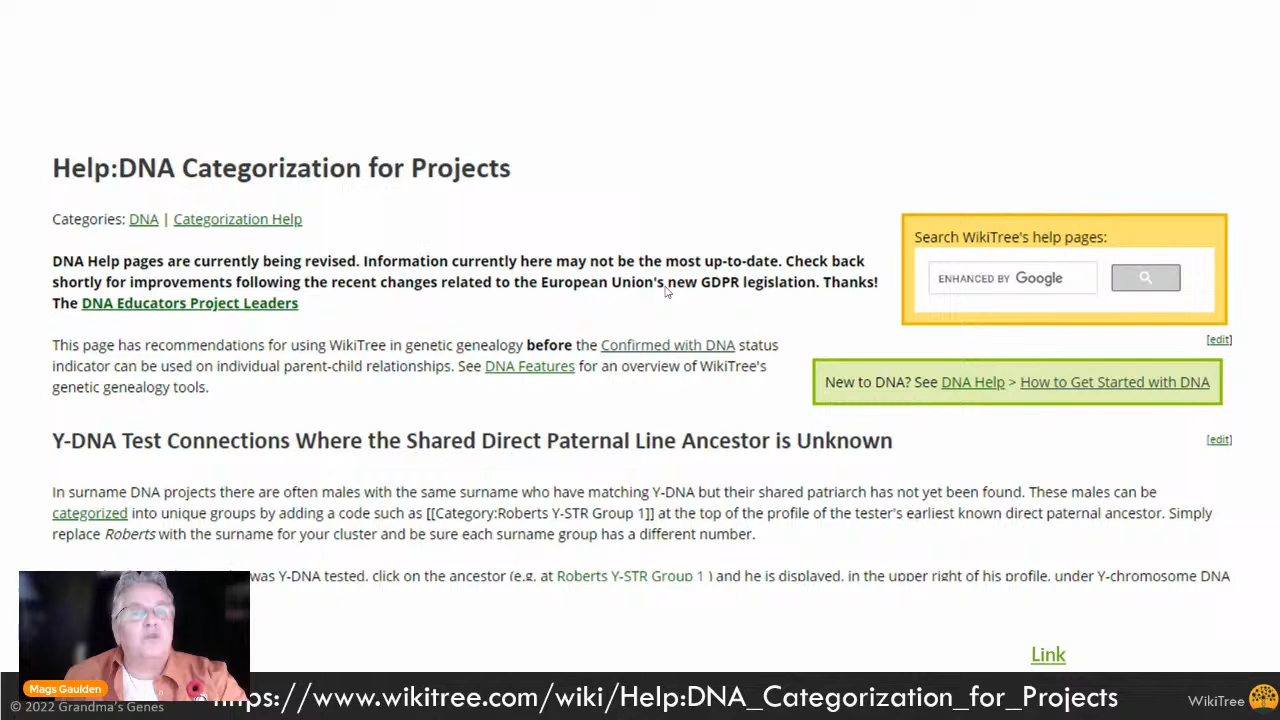 Help:DNA Categorization for Projects
Categories: DNA | Categorization Help
Search WikiTree's help pages:
ENHANCED BY Google
DNA Help pages are currently being revised. Information currently here may not be the most up-to-date. Check back
shortly for improvements following the recent changes related to the European Union's new GDPR legislation. Thanks!
The DNA Educators Project Leaders
[edit]
This page has recommendations for using WikiTree in genetic genealogy before the Confirmed with DNA status
indicator can be used on individual parent-child relationships. See DNA Features for an overview of WikiTree's
genetic genealogy tools.
New to DNA? See DNA Help > How to Get Started with DNA
Y-DNA Test Connections Where the Shared Direct Paternal Line Ancestor is Unknown
[edit]
In surname DNA projects there are often males with the same surname who have matching Y-DNA but their shared patriarch has not yet been found. These males can be
categorized into unique groups by adding a code such as [[Category:Roberts Y-STR Group 1]] at the top of the profile of the tester's earliest known direct paternal ancestor. Simply
replace Roberts with the surname for your cluster and be sure each surname group has a different number.
was Y-DNA tested, click on the ancestor (e.g. at Roberts Y-STR Group 1 ) and he is displayed, in the upper right of his profile, under Y-chromosome DNA
Link
Mags Gaulden
ttps://www.wikitree.com/wiki/Help:DNA_Categorization_for_Projects
© 2022 Grandma's Genes
WikiTree